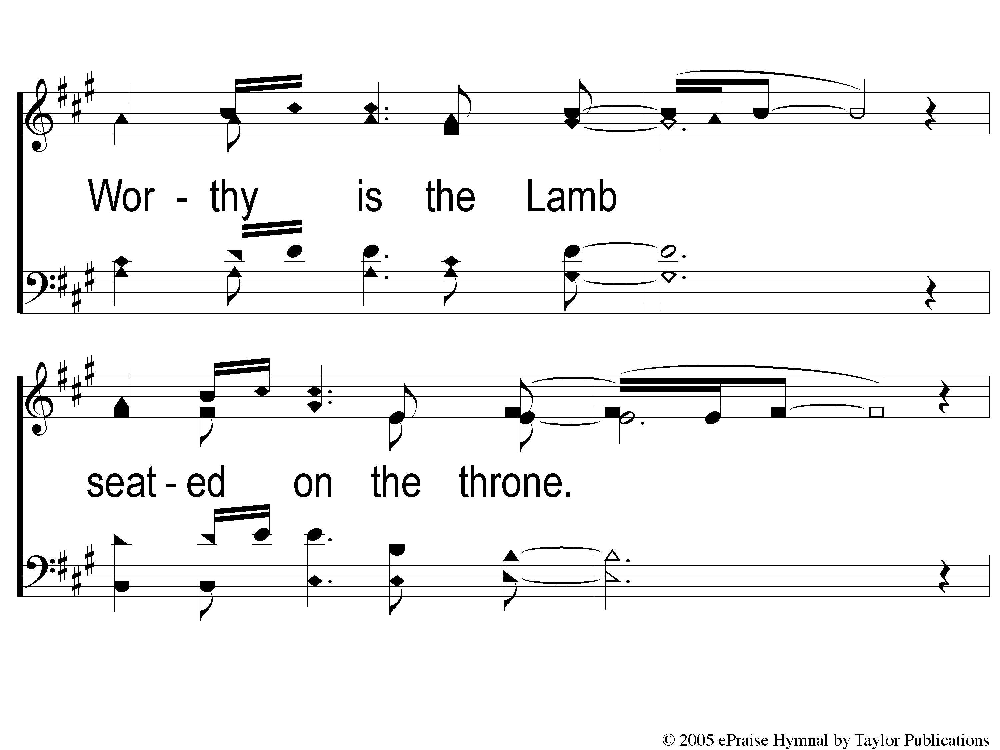 Wor - thy is the Lamb
seat - ed on the throne.
© 2005 ePraise Hymnal by Taylor Publications